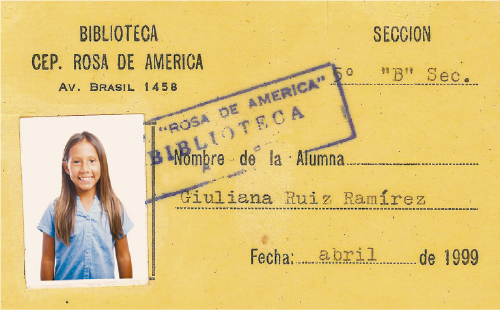 BIBLIOTECA
CEP. ROSA DE AMERICA
AV. BRASIL 1458
SECCION
5º "B" Sec.
"ROSA DE AMERICA"
BIBLIOTECA
Nombre de la Alumna
Giuliana Ruiz Ramírez
Fecha: abril de 1999